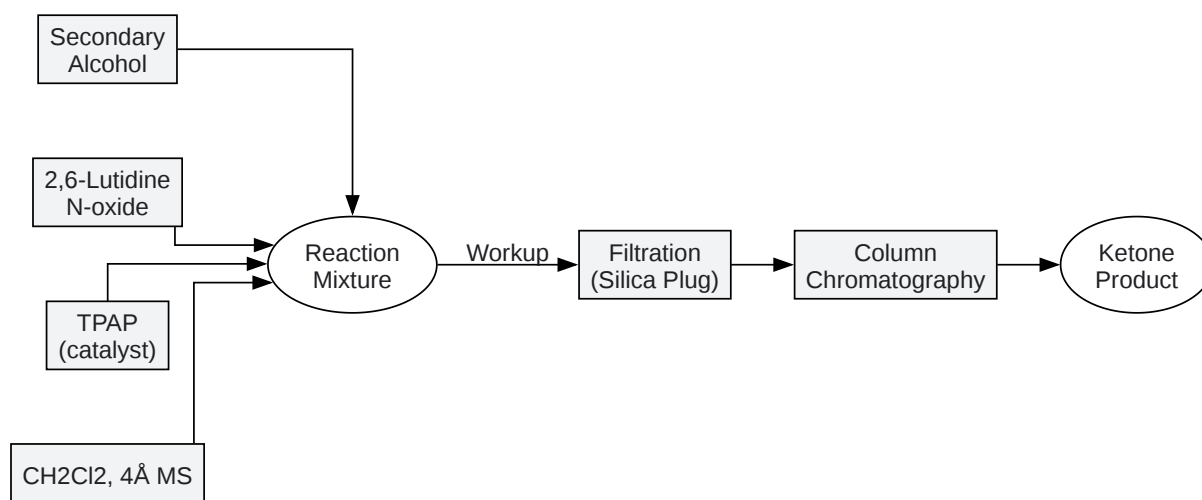 Secondary
Alcohol
2,6-Lutidine
N-oxide
TPAP
(catalyst)
CH2Cl2, 4Å MS
Reaction
Mixture
Workup
Filtration
(Silica Plug)
Column
Chromatography
Ketone
Product